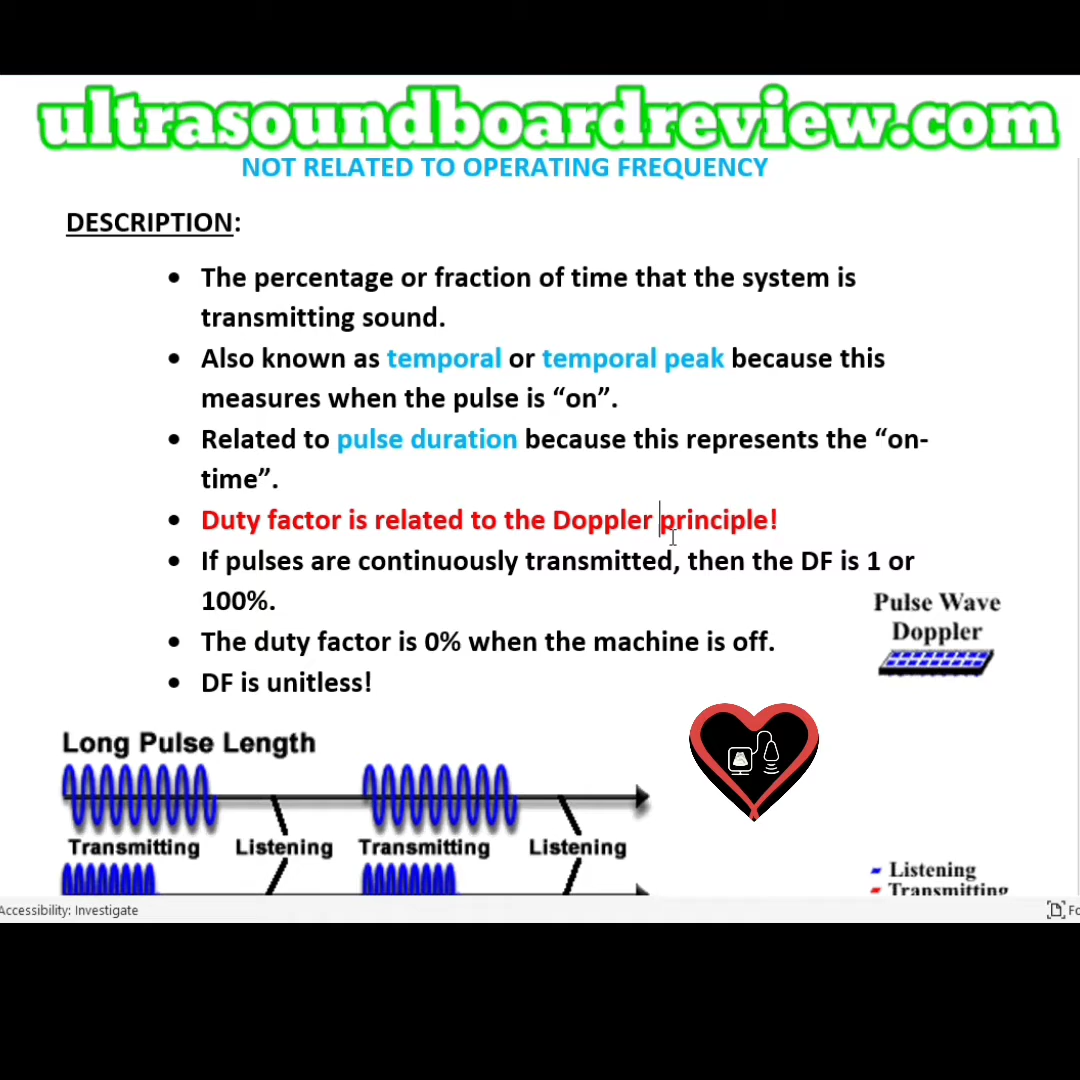 ultrasoundboardreview.com
NOT RELATED TO OPERATING FREQUENCY
DESCRIPTION:
• The percentage or fraction of time that the system is
transmitting sound.
• Also known as temporal or temporal peak because this
measures when the pulse is “on”.
• Related to pulse duration because this represents the “on-
time”.
• Duty factor is related to the Doppler principle!
• If pulses are continuously transmitted, then the DF is 1 or
100%.
• The duty factor is 0% when the machine is off.
• DF is unitless!
Pulse Wave
Doppler
Long Pulse Length
Transmitting Listening Transmitting Listening
Listening
Transmitting
Accessibility: Investigate
Fo